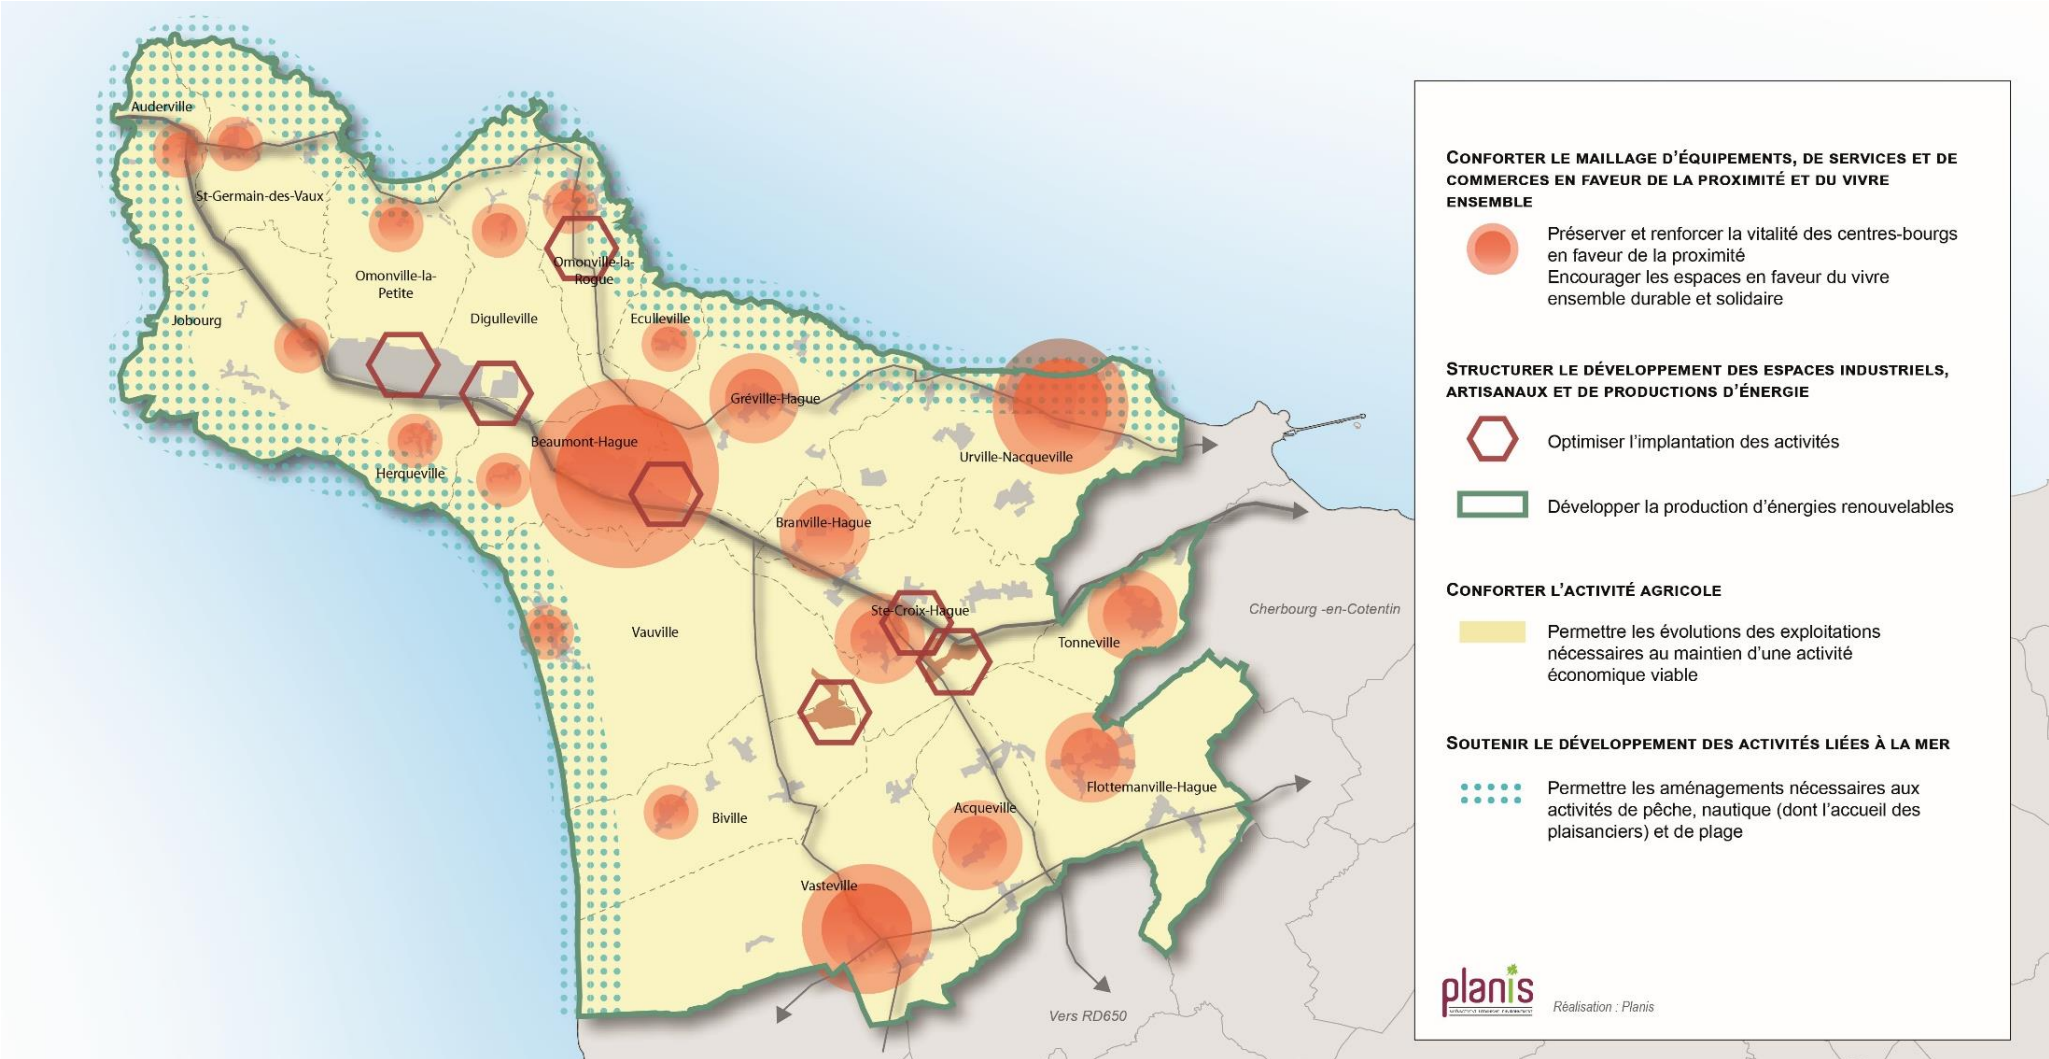 Auderville
St-Germain-des-Vaux
Omonville-la-
Petite
Omonville-la-
Rogue
Jobourg
Digulleville
Eculleville
Gréville-Hague
Beaumont-Hague
Herqueville
Urville-Nacqueville
Branville-Hague
Ste-Croix-Hague
Vauville
Tonneville
Cherbourg -en-Cotentin
Biville
Acqueville
Flottemanville-Hague
Vasteville
Vers RD650
CONFORTER LE MAILLAGE D'ÉQUIPEMENTS, DE SERVICES ET DE
COMMERCES EN FAVEUR DE LA PROXIMITÉ ET DU VIVRE
ENSEMBLE
Préserver et renforcer la vitalité des centres-bourgs
en faveur de la proximité
Encourager les espaces en faveur du vivre
ensemble durable et solidaire
STRUCTURER LE DÉVELOPPEMENT DES ESPACES INDUSTRIELS,
ARTISANAUX ET DE PRODUCTIONS D'ÉNERGIE
Optimiser l'implantation des activités
Développer la production d'énergies renouvelables
CONFORTER L'ACTIVITÉ AGRICOLE
Permettre les évolutions des exploitations
nécessaires au maintien d'une activité
économique viable
SOUTENIR LE DÉVELOPPEMENT DES ACTIVITÉS LIÉES À LA MER
Permettre les aménagements nécessaires aux
activités de pêche, nautique (dont l'accueil des
plaisanciers) et de plage
planis
Réalisation : Planis